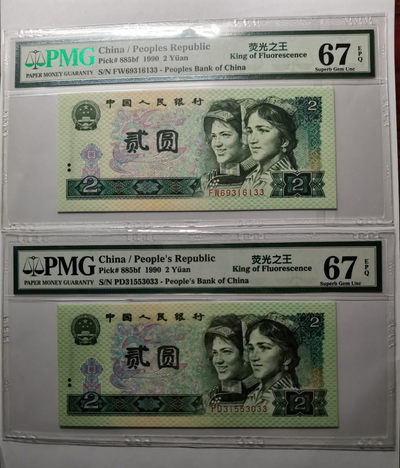 PMG
PAPER MONEY GUARANTY
China / Peoples Republic
Pick# 885bf 1990 2 Yüan
S/N FW69316133 - Peoples Bank of China
荧光之王
King of Fluorescence
67 EPQ
Superb Gem Unc
中国人民银行
贰圆
2
2
2
FW69316133
PMG
PAPER MONEY GUARANTY
China / People's Republic
Pick# 885bf 1990 2 Yüan
S/N PD31553033 - People's Bank of China
荧光之王
King of Fluorescence
67 EPQ
Superb Gem Unc
中国人民银行
贰圆
2
2
2
PD31553033